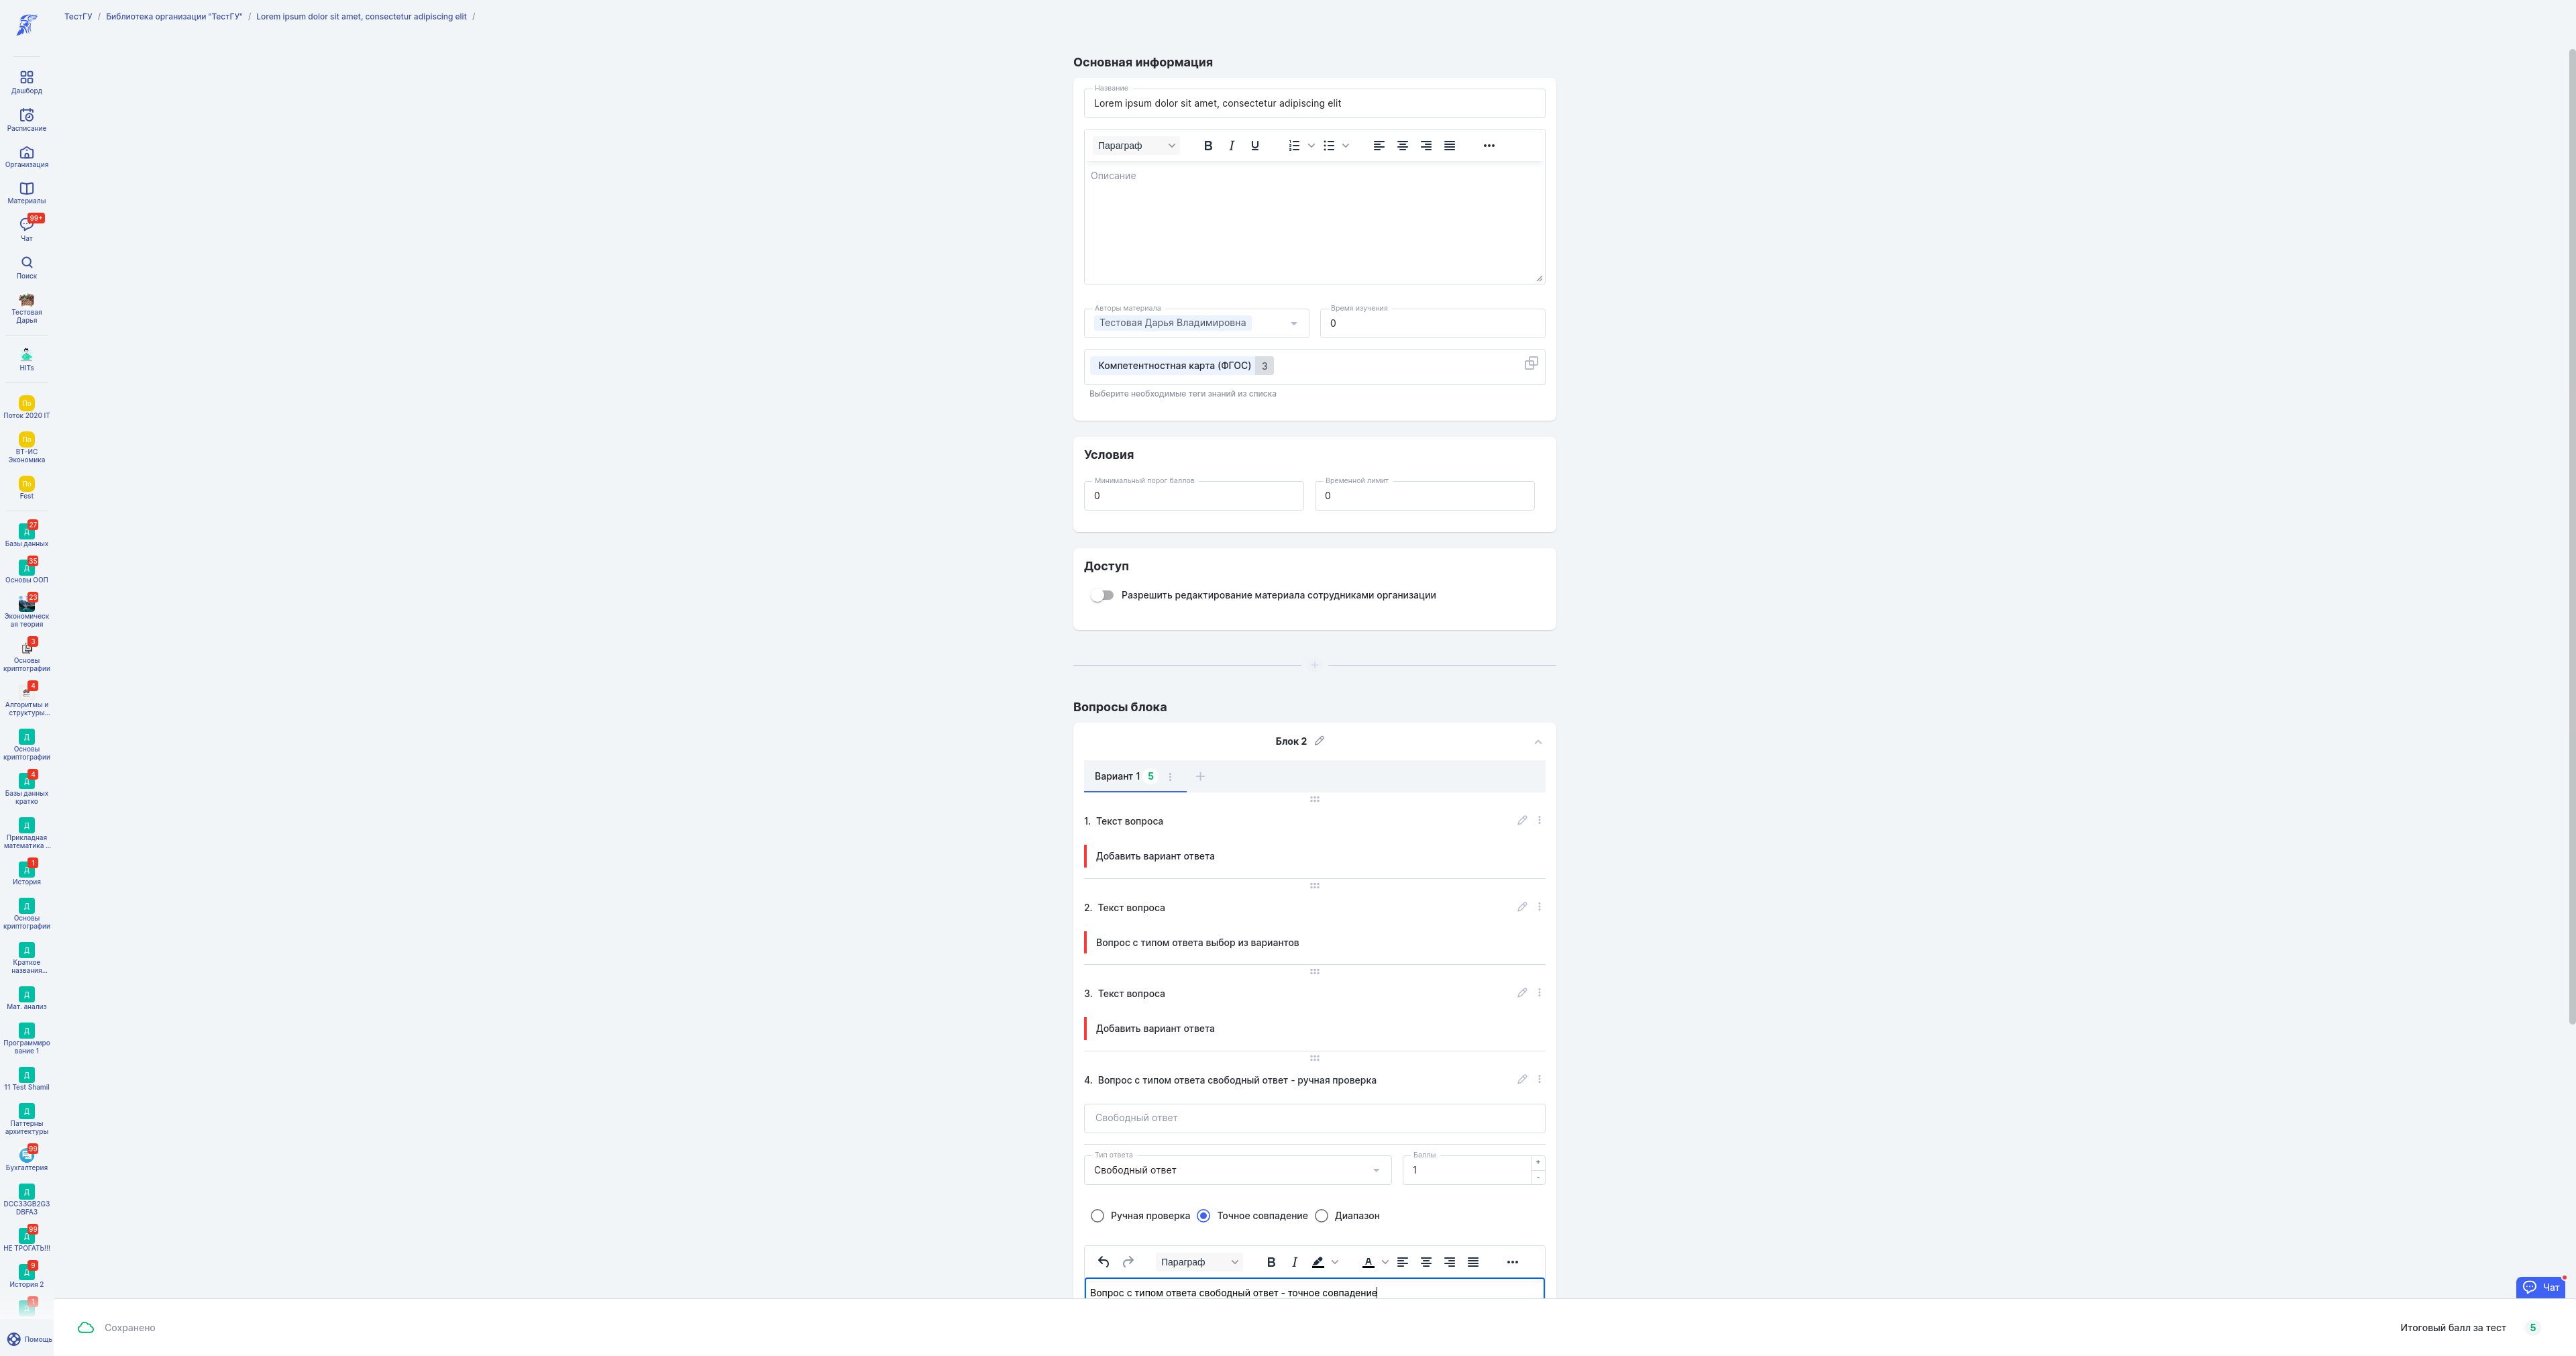 ТестГУ / Библиотека организации "ТестГУ" / Lorem ipsum dolor sit amet, consectetur adipiscing elit /
Дашборд
Расписание
Организация
Материалы
99+
Чат
Поиск
Тестовая
Дарья
HITs
По
Поток 2020 IT
По
ВТ-ИС
Экономика
По
Fest
27
Д
Базы данных
35
Д
Основы ООП
23
Экономическ
ая теория
3
Основы
криптографии
4
Алгоритмы и
структуры...
Д
Основы
криптографии
4
Д
Базы данных
кратко
Д
Прикладная
математика ...
1
Д
История
Д
Основы
криптографии
Д
Краткое
названия...
Д
Мат. анализ
Д
Программиро
вание 1
Д
11 Test Shamil
Д
Паттерны
архитектуры
99
Бухгалтерия
Д
DCC33GB2G3
DBFA3
99
Д
НЕ ТРОГАТЬ!!!
9
Д
История 2
1
Д
Помощь
Основная информация
Название
Lorem ipsum dolor sit amet, consectetur adipiscing elit
Параграф B I U
Описание
Авторы материала
Тестовая Дарья Владимировна
Время изучения
0
Компетентностная карта (ФГОС) 3
Выберите необходимые теги знаний из списка
Условия
Минимальный порог баллов
0
Временной лимит
0
Доступ
Разрешить редактирование материала сотрудниками организации
Вопросы блока
Блок 2
Вариант 1 5
1. Текст вопроса
Добавить вариант ответа
2. Текст вопроса
Вопрос с типом ответа выбор из вариантов
3. Текст вопроса
Добавить вариант ответа
4. Вопрос с типом ответа свободный ответ - ручная проверка
Свободный ответ
Тип ответа
Свободный ответ
Баллы
1
+
-
Ручная проверка Точное совпадение Диапазон
Параграф B I A
Вопрос с типом ответа свободный ответ - точное совпадение
Чат
Сохранено
Итоговый балл за тест 5